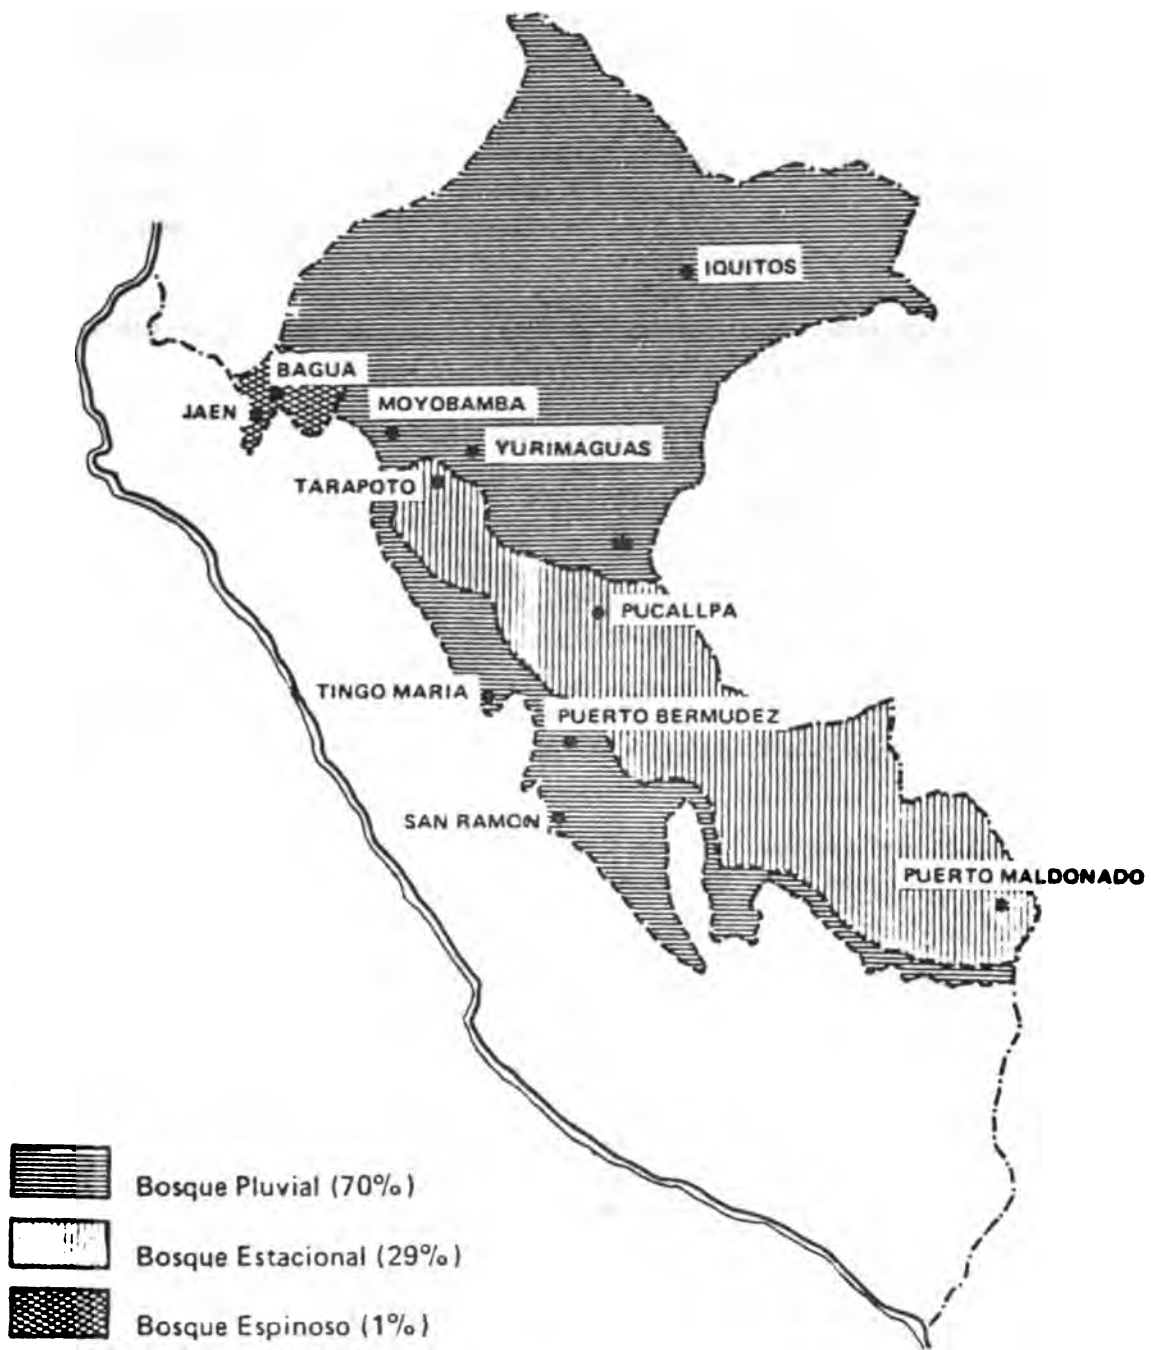 IQUITOS
BAGUA
JAEN
MOYOBAMBA
YURIMAGUAS
TARAPOTO
PUCALLPA
TINGO MARIA
PUERTO BERMUDEZ
SAN RAMON
PUERTO MALDONADO
Bosque Pluvial (70%)
Bosque Estacional (29%)
Bosque Espinoso (1%)